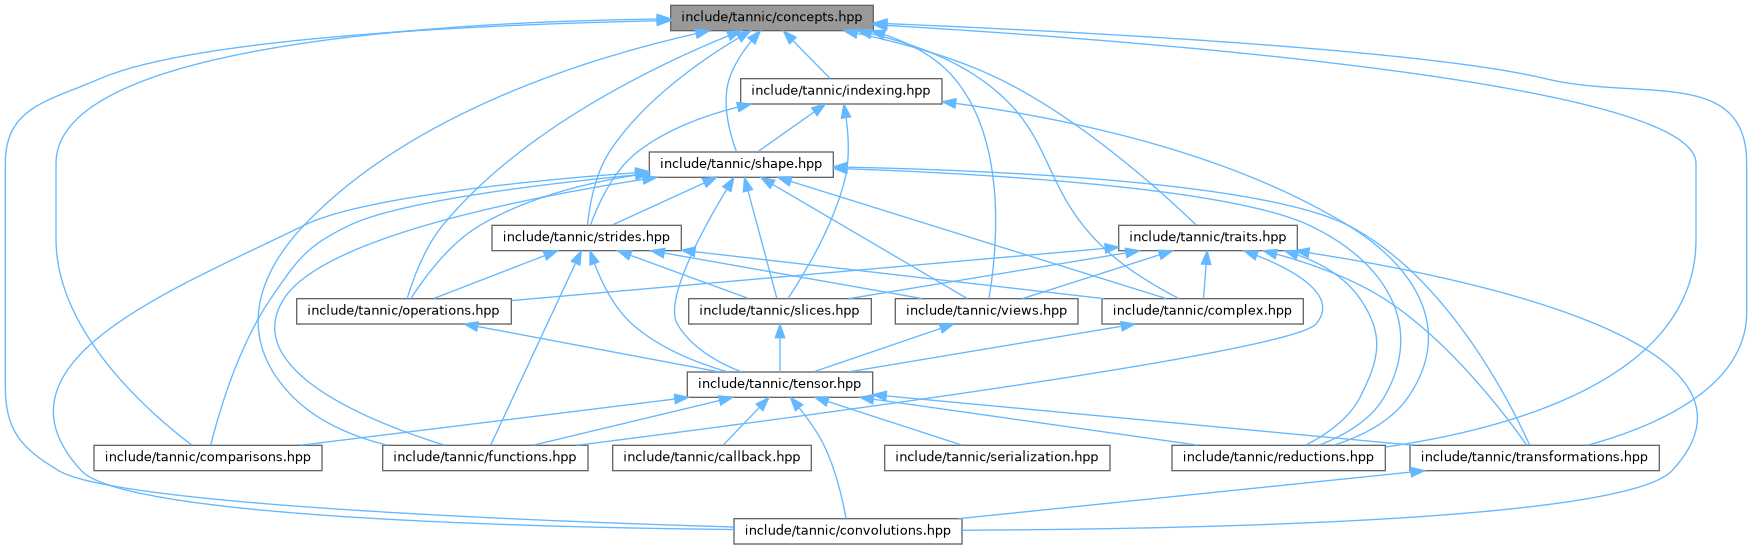 include/tannic/concepts.hpp
include/tannic/indexing.hpp
include/tannic/shape.hpp
include/tannic/strides.hpp
include/tannic/traits.hpp
include/tannic/operations.hpp
include/tannic/slices.hpp
include/tannic/views.hpp
include/tannic/complex.hpp
include/tannic/tensor.hpp
include/tannic/comparisons.hpp
include/tannic/functions.hpp
include/tannic/callback.hpp
include/tannic/serialization.hpp
include/tannic/reductions.hpp
include/tannic/transformations.hpp
include/tannic/convolutions.hpp